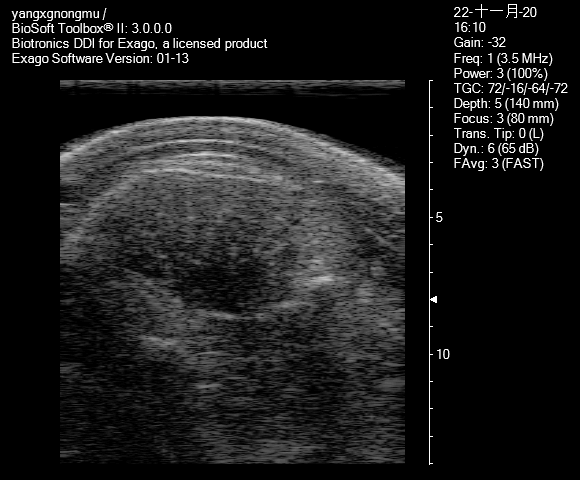 yangxgnongmu /
BioSoft Toolbox® II: 3.0.0.0
Biotronics DDI for Exago, a licensed product
Exago Software Version: 01-13
22-十一月-20
16:10
Gain: -32
Freq: 1 (3.5 MHz)
Power: 3 (100%)
TGC: 72/-16/-64/-72
Depth: 5 (140 mm)
Focus: 3 (80 mm)
Trans. Tip: 0 (L)
Dyn.: 6 (65 dB)
FAvg: 3 (FAST)
5
10